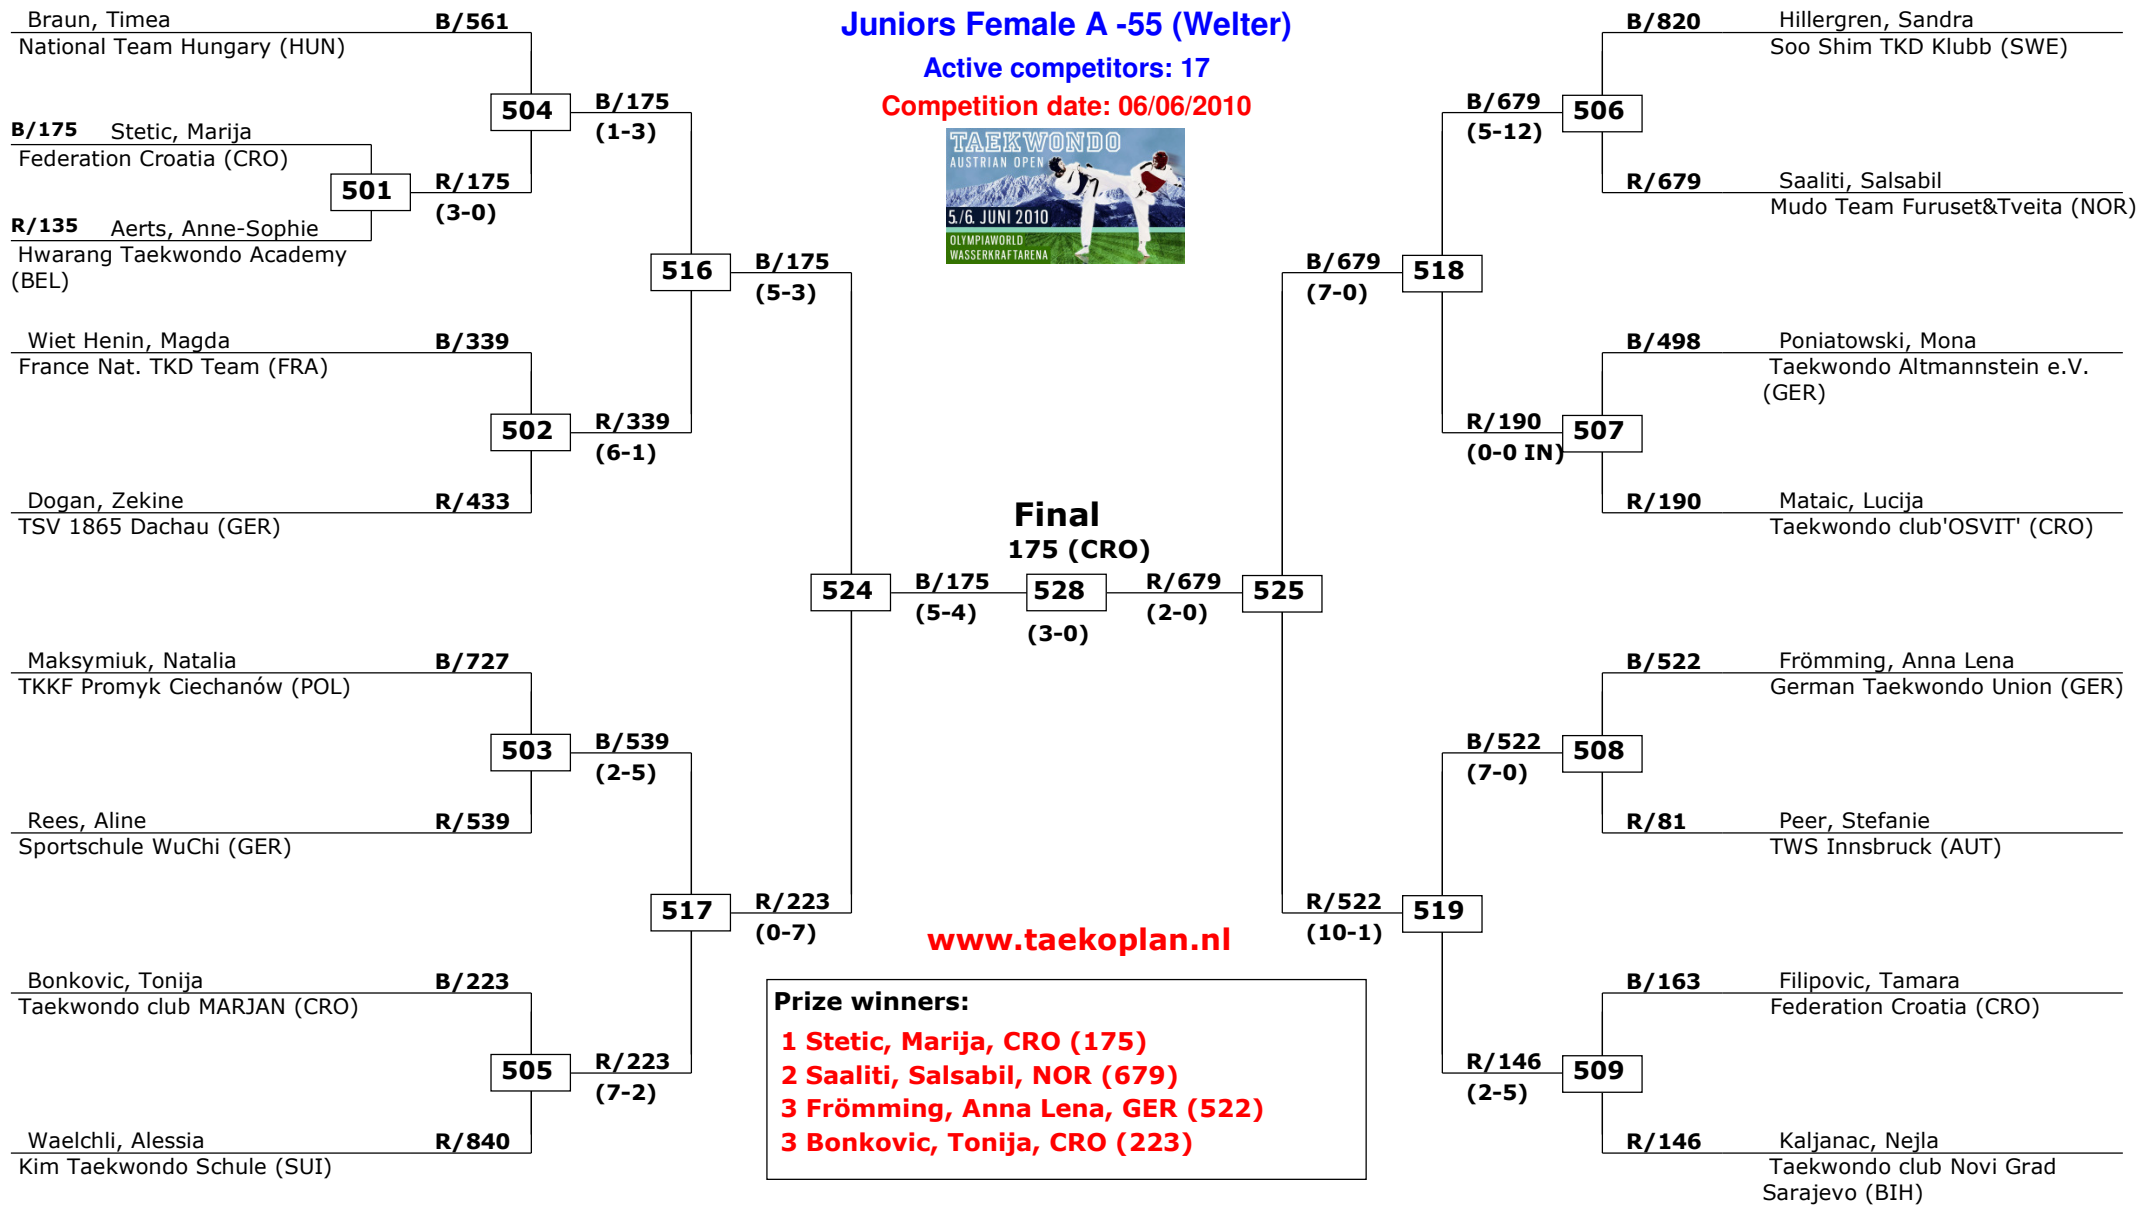 Juniors Female A -55 (Welter)
Active competitors: 17
Competition date: 06/06/2010
TAEKWONDO
AUSTRIAN OPEN
5./6. JUNI 2010
OLYMPIAWORLD
WASSERKRAFTARENA
Braun, Timea B/561
National Team Hungary (HUN)
504
B/175
(1-3)
B/175 Stetic, Marija
Federation Croatia (CRO)
501
R/175
(3-0)
R/135 Aerts, Anne-Sophie
Hwarang Taekwondo Academy
(BEL)
516
B/175
(5-3)
Wiet Henin, Magda B/339
France Nat. TKD Team (FRA)
502
R/339
(6-1)
Dogan, Zekine R/433
TSV 1865 Dachau (GER)
524
B/175
(5-4)
Maksymiuk, Natalia B/727
TKKF Promyk Ciechanów (POL)
503
B/539
(2-5)
Rees, Aline R/539
Sportschule WuChi (GER)
517
R/223
(0-7)
Bonkovic, Tonija B/223
Taekwondo club MARJAN (CRO)
505
R/223
(7-2)
Waelchli, Alessia R/840
Kim Taekwondo Schule (SUI)
Final
175 (CRO)
528
(3-0)
B/820 Hillergren, Sandra
Soo Shim TKD Klubb (SWE)
B/679
(5-12)
506
R/679 Saaliti, Salsabil
Mudo Team Furuset&Tveita (NOR)
B/679
(7-0)
518
B/498 Poniatowski, Mona
Taekwondo Altmannstein e.V.
(GER)
R/190
(0-0 IN)
507
R/190 Mataic, Lucija
Taekwondo club'OSVIT' (CRO)
R/679
(2-0)
525
B/522 Frömming, Anna Lena
German Taekwondo Union (GER)
B/522
(7-0)
508
R/81 Peer, Stefanie
TWS Innsbruck (AUT)
R/522
(10-1)
519
B/163 Filipovic, Tamara
Federation Croatia (CRO)
R/146
(2-5)
509
R/146 Kaljanac, Nejla
Taekwondo club Novi Grad
Sarajevo (BIH)
www.taekoplan.nl
Prize winners:
1 Stetic, Marija, CRO (175)
2 Saaliti, Salsabil, NOR (679)
3 Frömming, Anna Lena, GER (522)
3 Bonkovic, Tonija, CRO (223)